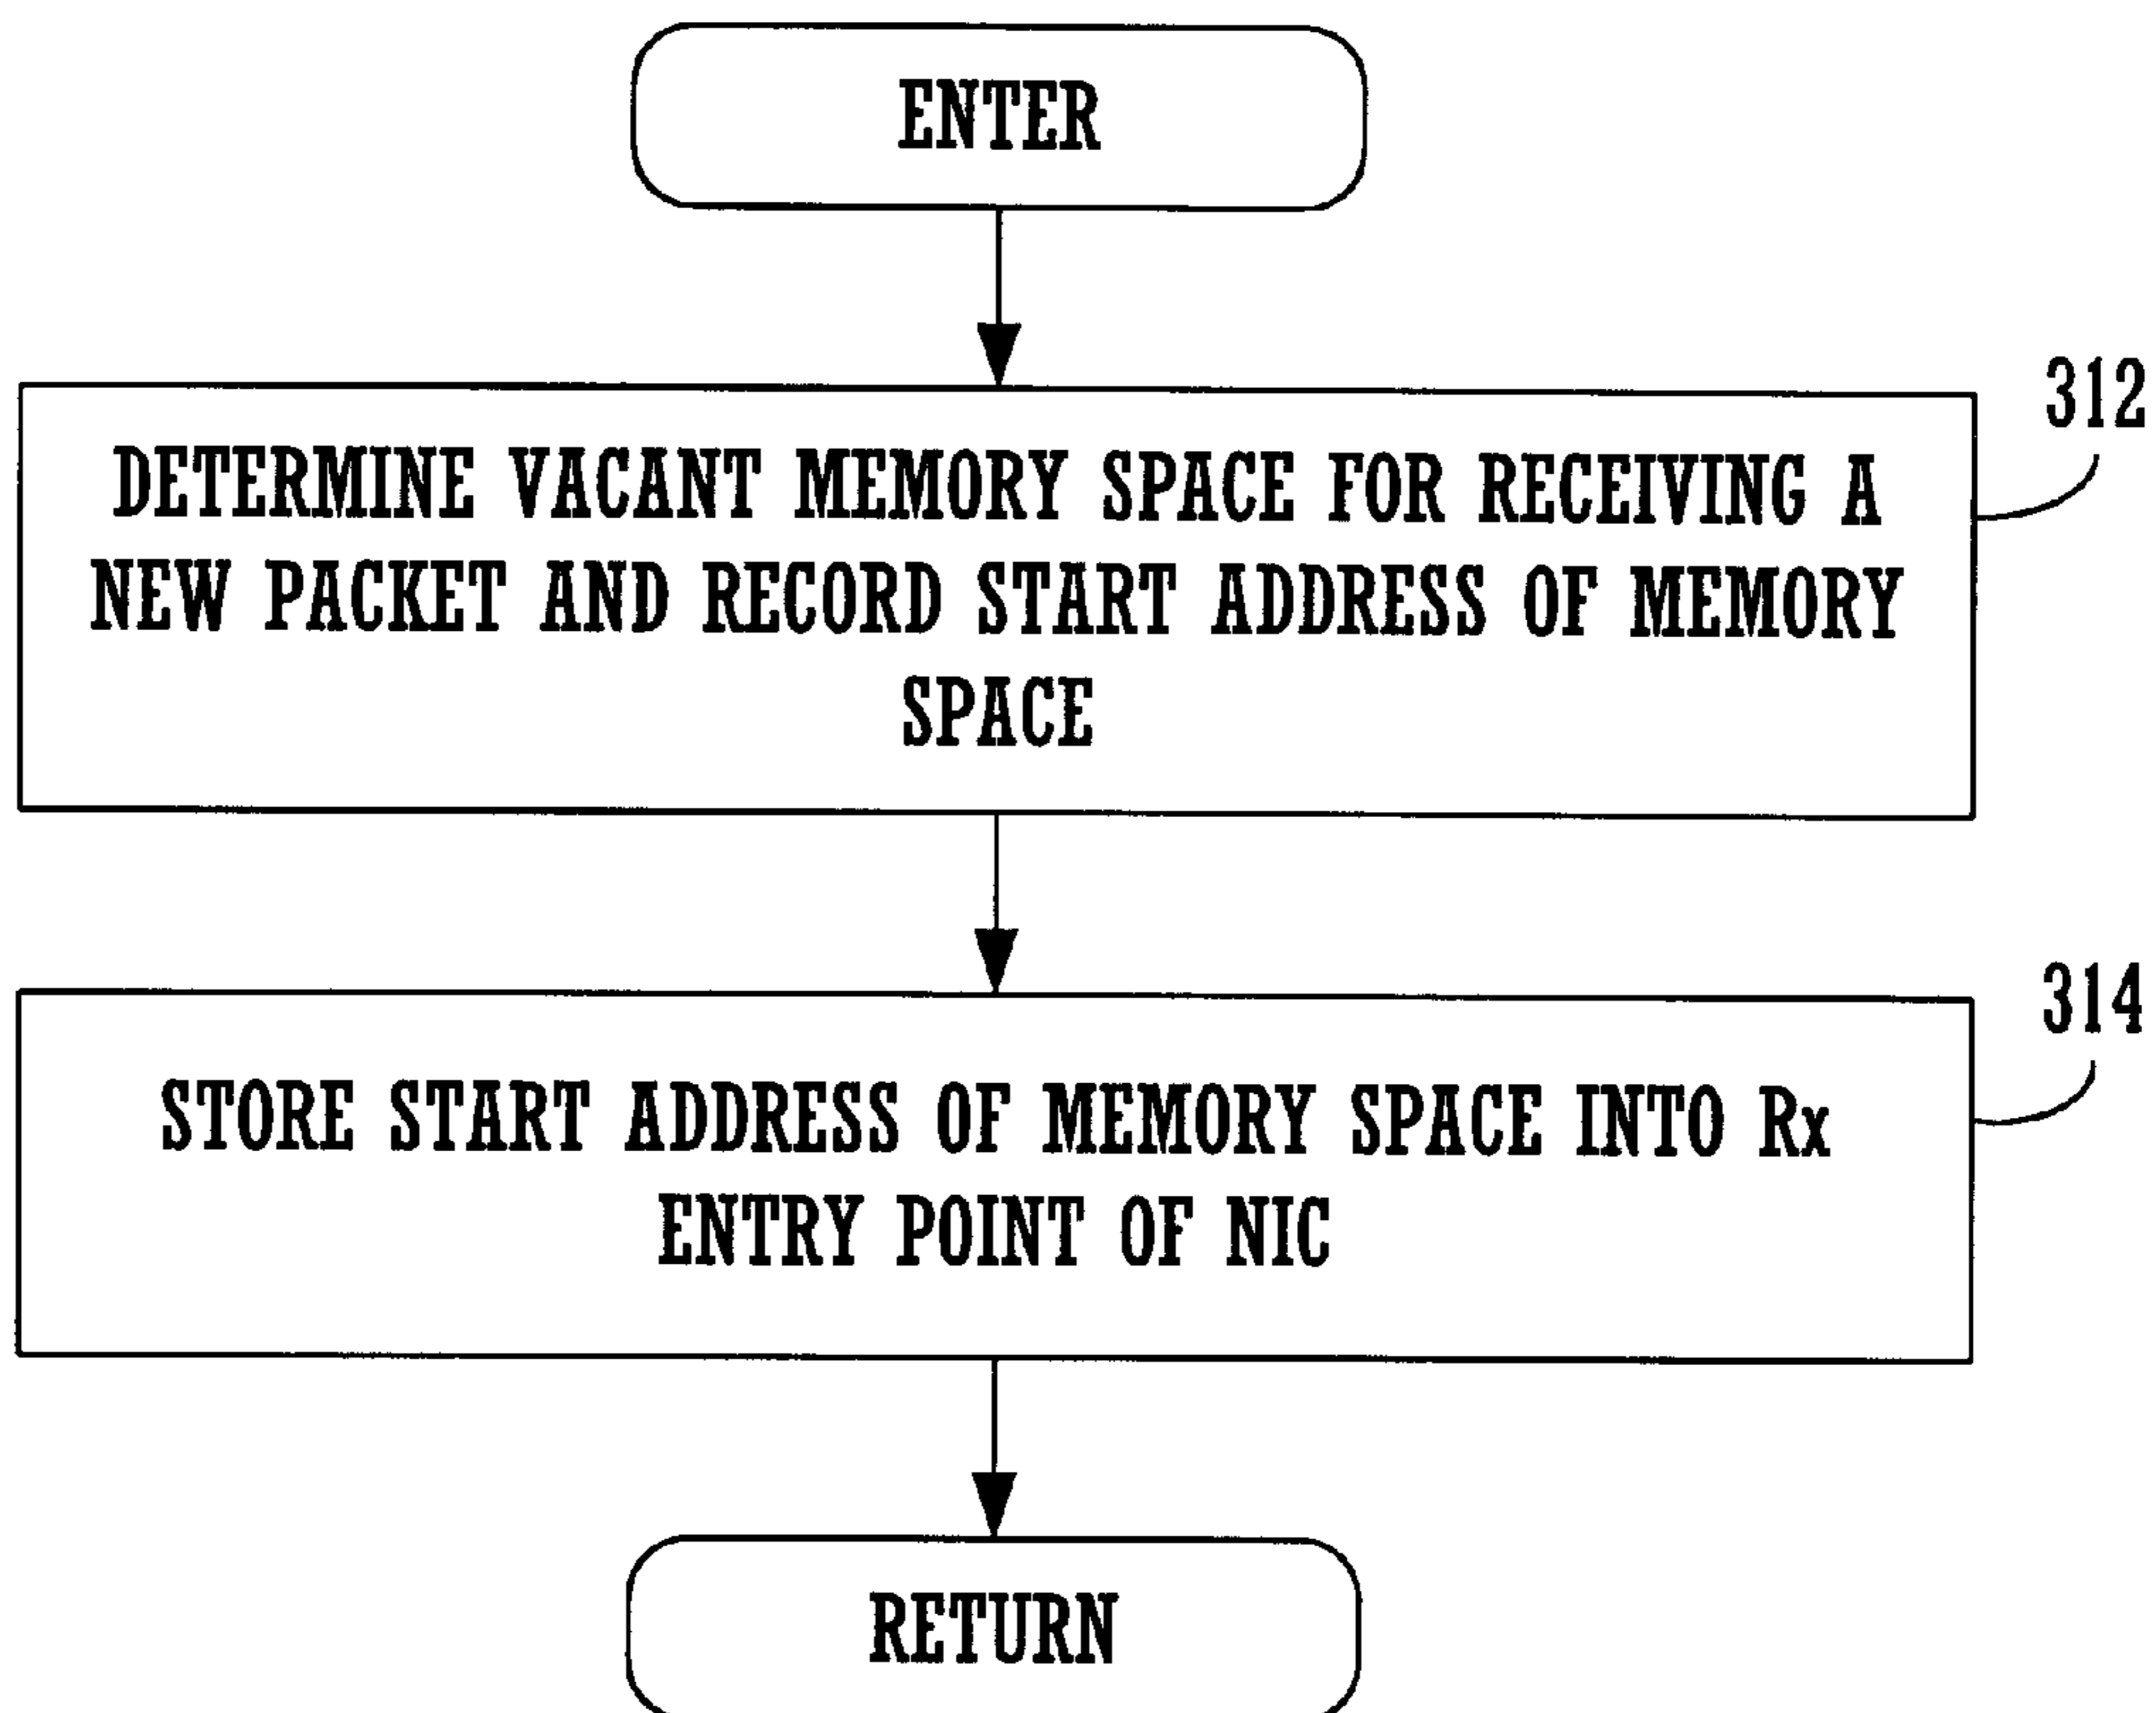 ENTER
312
DETERMINE VACANT MEMORY SPACE FOR RECEIVING A
NEW PACKET AND RECORD START ADDRESS OF MEMORY
SPACE
314
STORE START ADDRESS OF MEMORY SPACE INTO Rx
ENTRY POINT OF NIC
RETURN